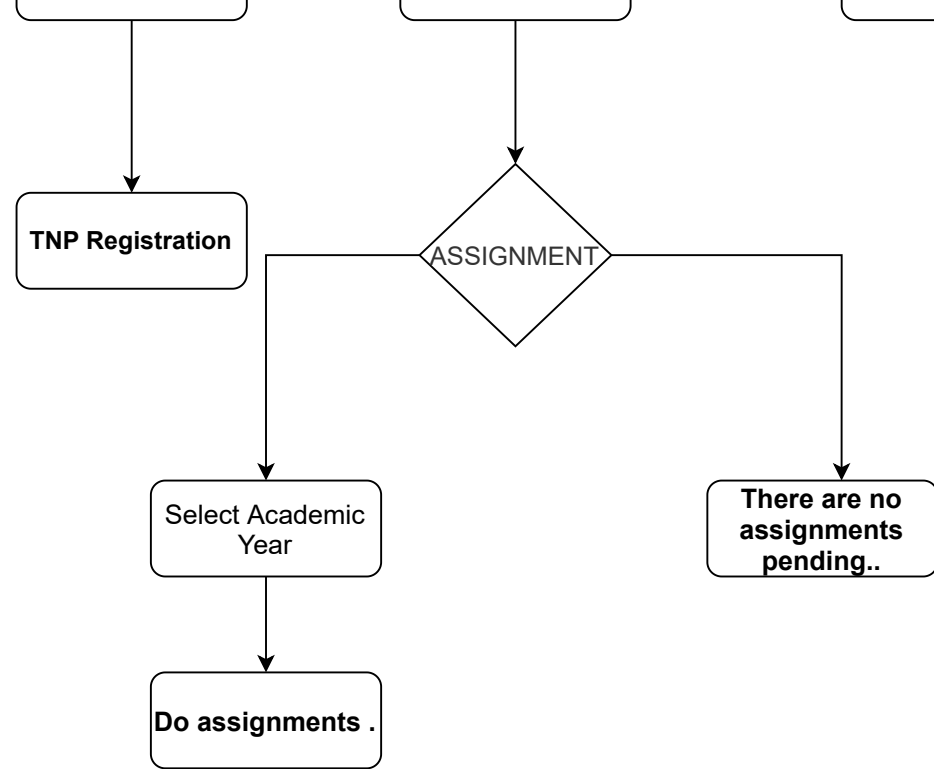 TNP Registration
ASSIGNMENT
Select Academic
Year
There are no
assignments
pending..
Do assignments .